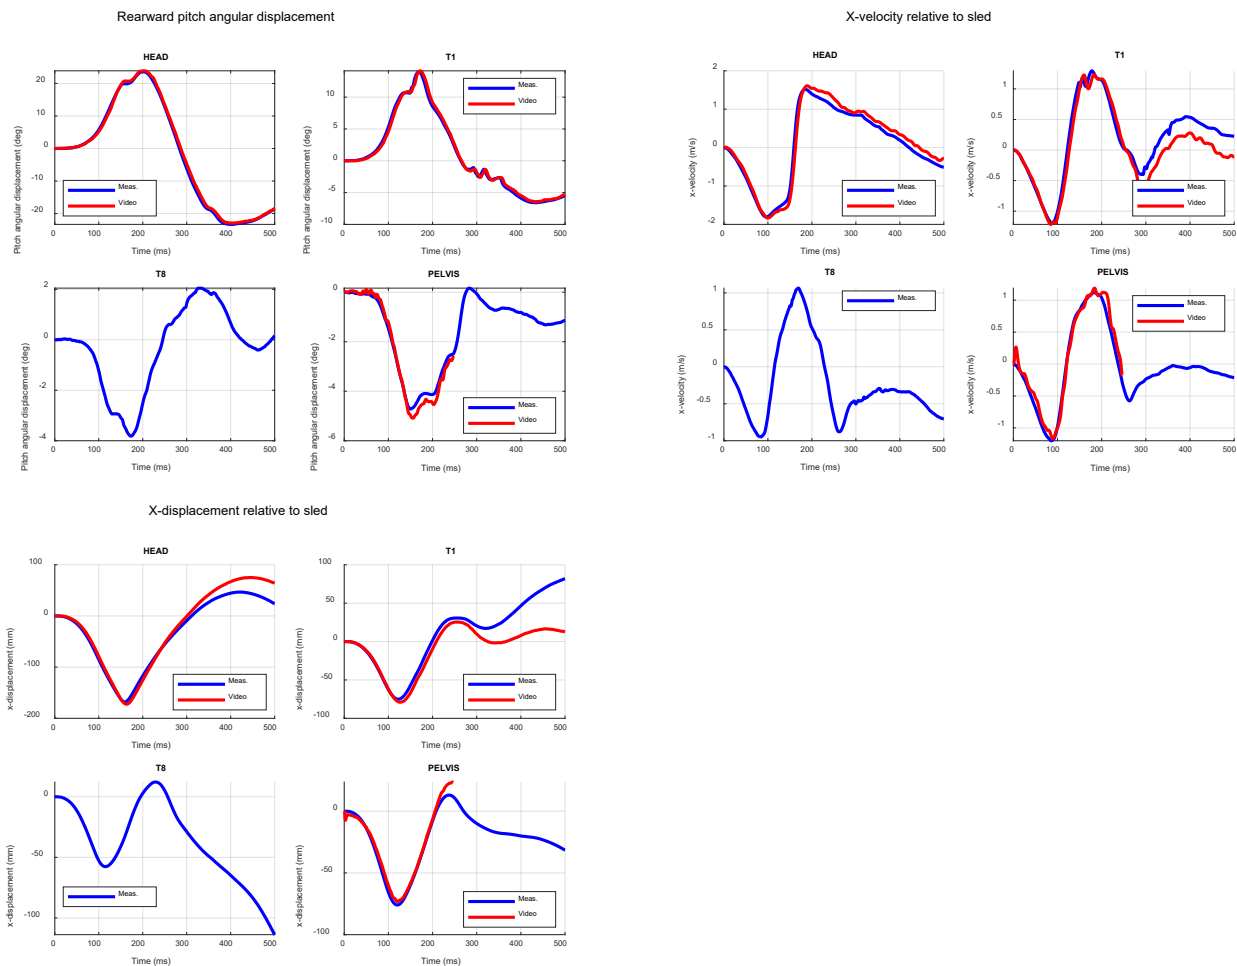 Rearward pitch angular displacement
HEAD
20
10
0
-10
-20
Pitch angular displacement (deg)
0 100 200 300 400 500
Time (ms)
Meas.
Video
T1
10
5
0
-5
-10
Pitch angular displacement (deg)
0 100 200 300 400 500
Time (ms)
Meas.
Video
T8
2
0
-2
-4
Pitch angular displacement (deg)
0 100 200 300 400 500
Time (ms)
PELVIS
0
-2
-4
-6
Pitch angular displacement (deg)
0 100 200 300 400 500
Time (ms)
Meas.
Video
X-velocity relative to sled
HEAD
2
1
0
-1
-2
x-velocity (m/s)
0 100 200 300 400 500
Time (ms)
Meas.
Video
T1
1
0.5
0
-0.5
-1
x-velocity (m/s)
0 100 200 300 400 500
Time (ms)
Meas.
Video
T8
1
0.5
0
-0.5
-1
x-velocity (m/s)
0 100 200 300 400 500
Time (ms)
Meas.
PELVIS
1
0.5
0
-0.5
-1
x-velocity (m/s)
0 100 200 300 400 500
Time (ms)
Meas.
Video
X-displacement relative to sled
HEAD
100
0
-100
-200
x-displacement (mm)
0 100 200 300 400 500
Time (ms)
Meas.
Video
T1
100
50
0
-50
-100
x-displacement (mm)
0 100 200 300 400 500
Time (ms)
Meas.
Video
T8
0
-50
-100
x-displacement (mm)
0 100 200 300 400 500
Time (ms)
Meas.
PELVIS
0
-50
-100
x-displacement (mm)
0 100 200 300 400 500
Time (ms)
Meas.
Video